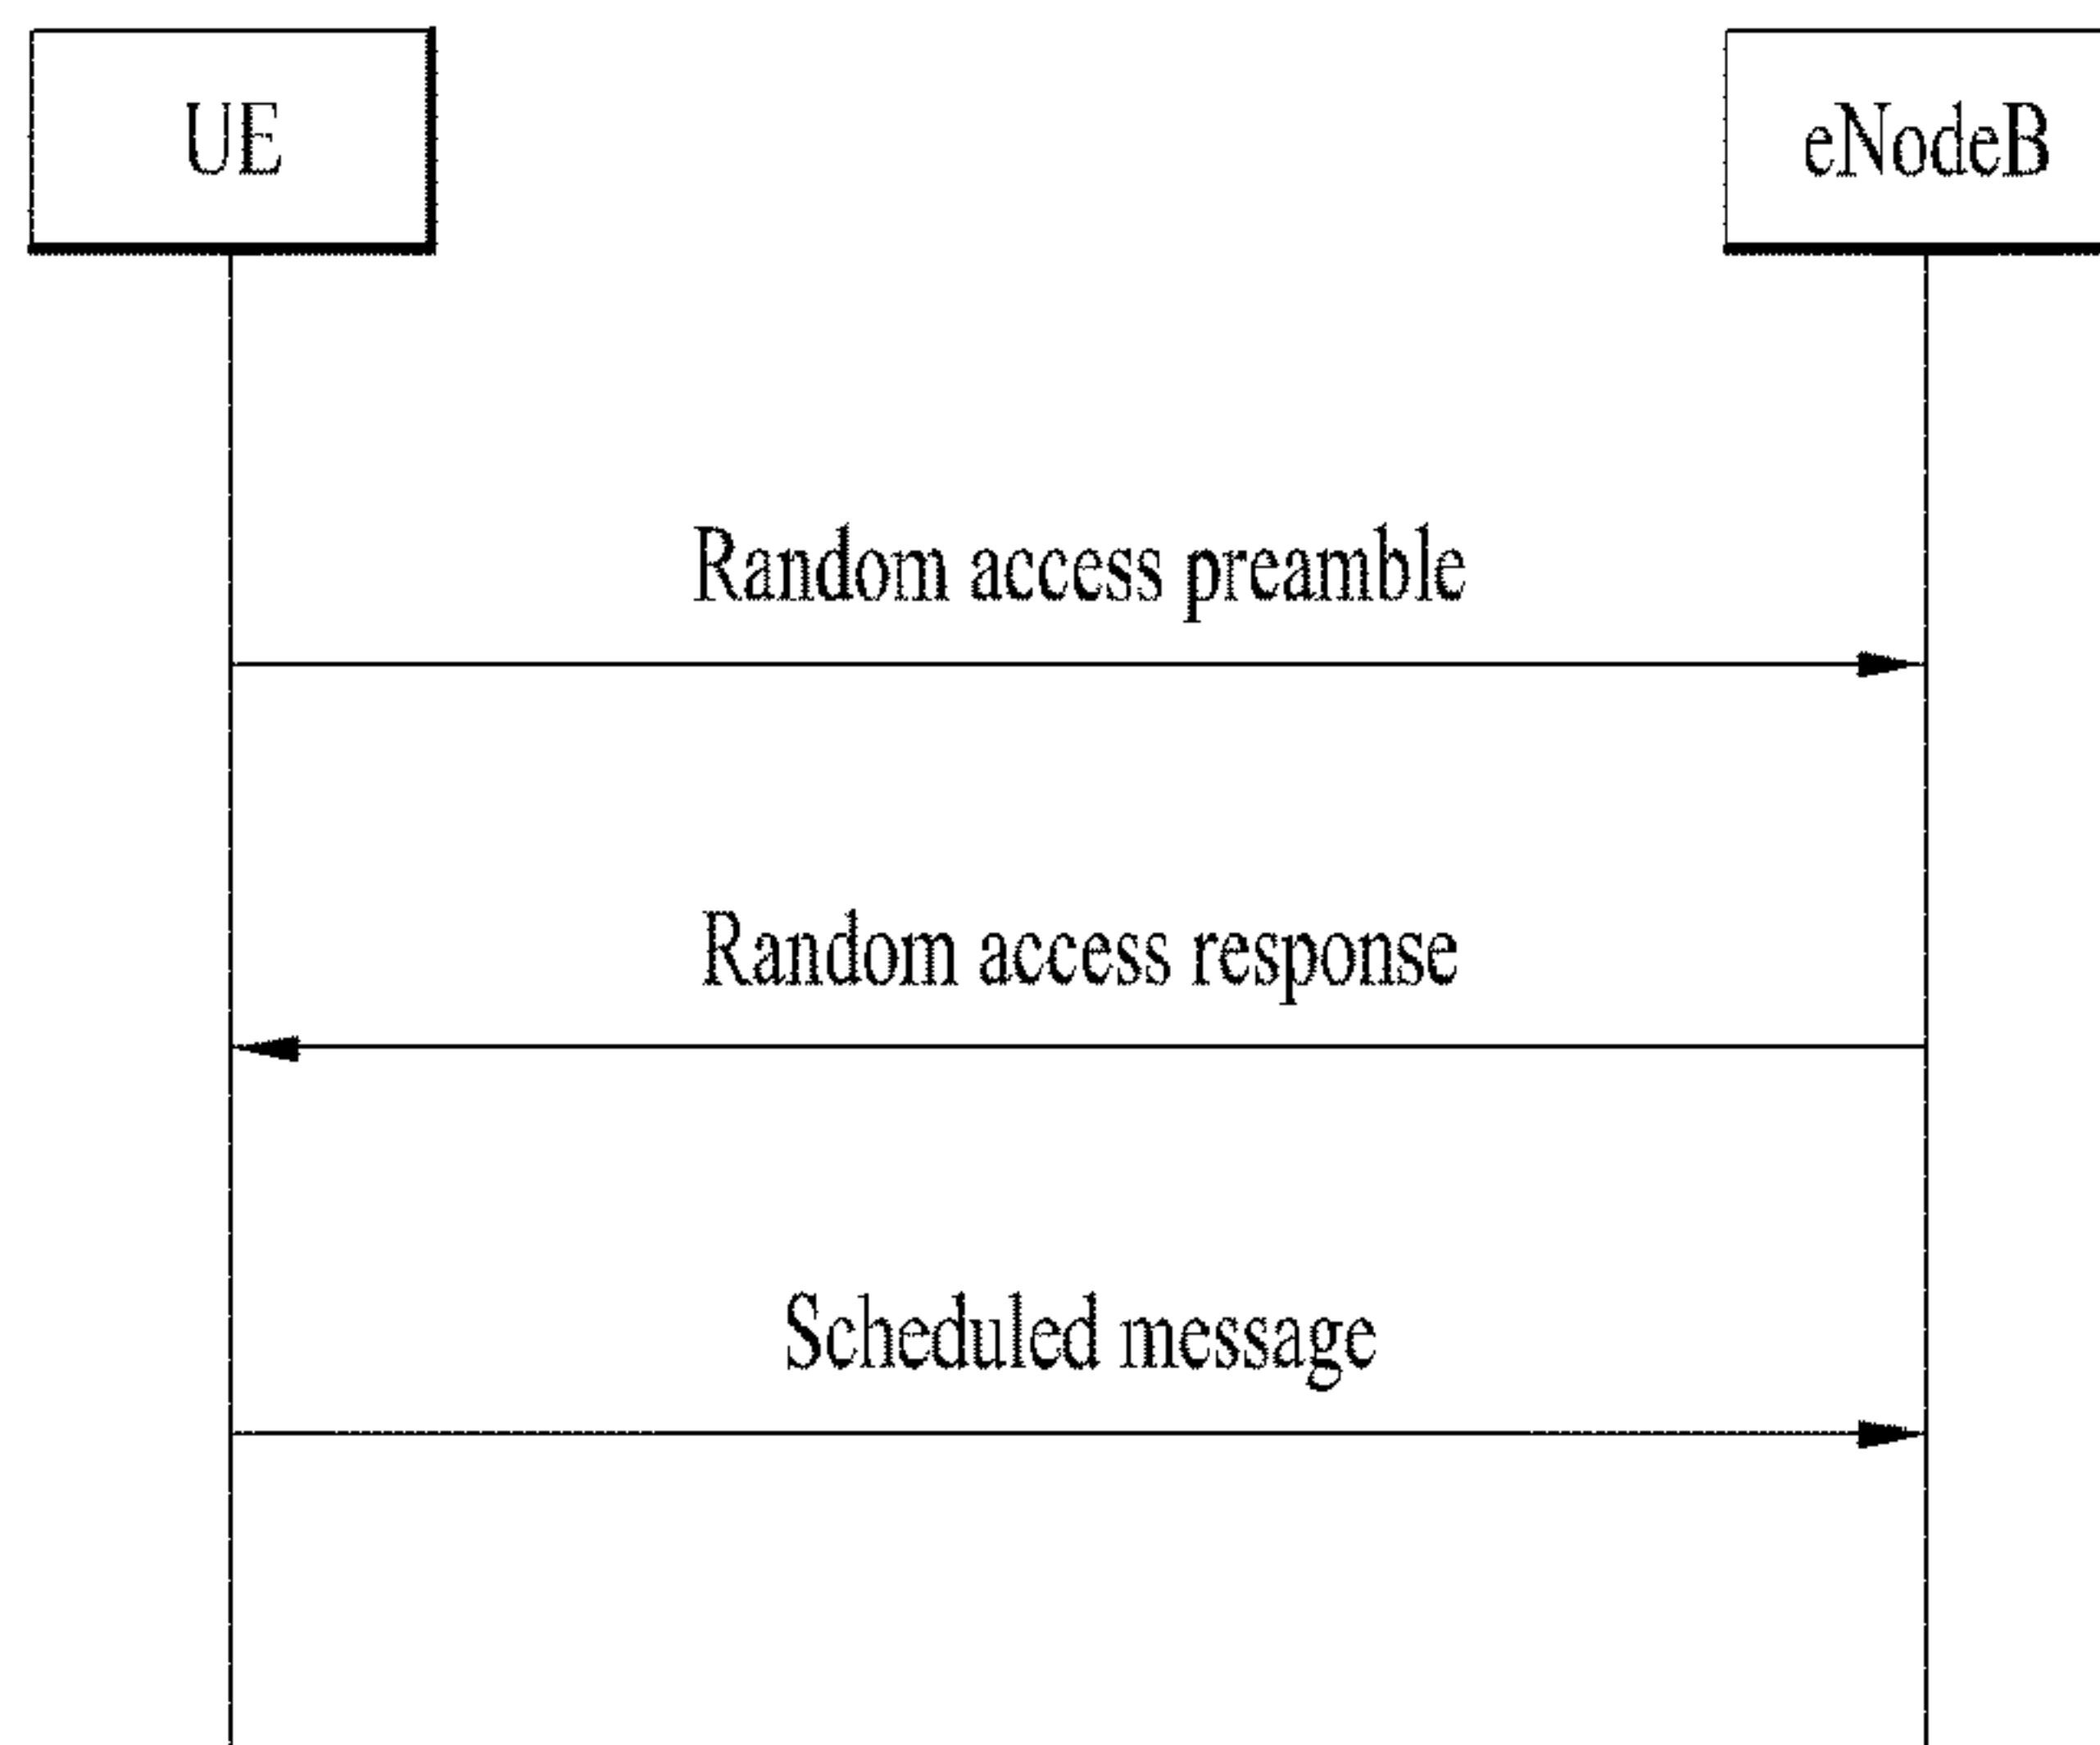 UE
eNodeB
Random access preamble
Random access response
Scheduled message